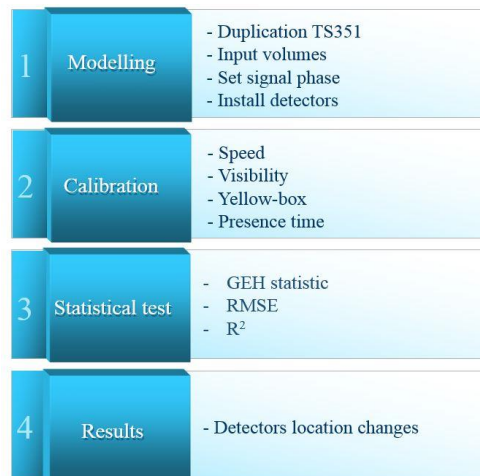 1
Modelling
- Duplication TS351
- Input volumes
- Set signal phase
- Install detectors
2
Calibration
- Speed
- Visibility
- Yellow-box
- Presence time
3
Statistical test
- GEH statistic
- RMSE
- R²
4
Results
- Detectors location changes